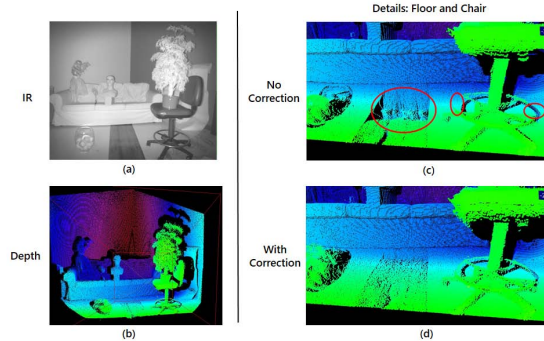 Details: Floor and Chair
IR
(a)
No
Correction
(c)
Depth
(b)
With
Correction
(d)